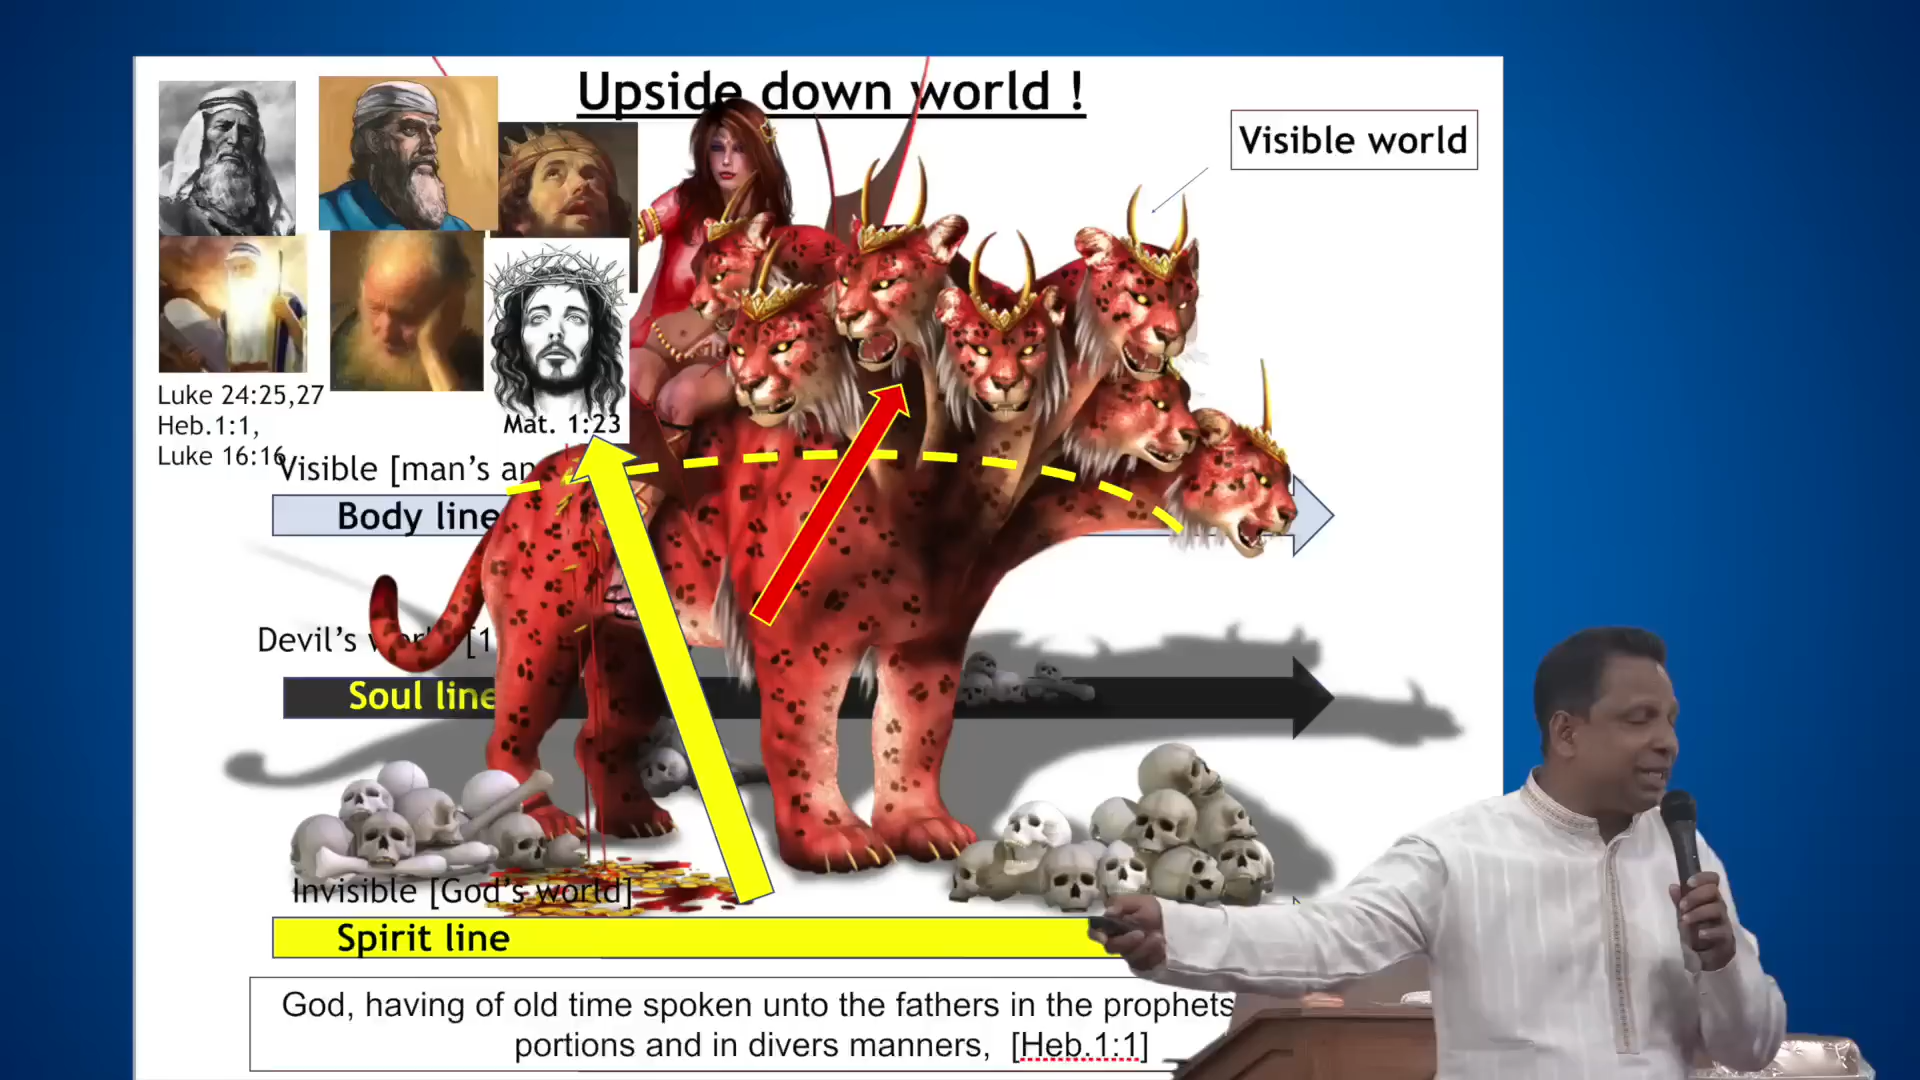 Upside down world !
Visible world
Luke 24:25,27
Heb.1:1,
Luke 16:16
Mat. 1:23
Visible [man's
Body line
Devil's
Soul line
Invisible [God's world]
Spirit line
God, having of old time spoken unto the fathers in the prophets
portions and in divers manners, [Heb.1:1]